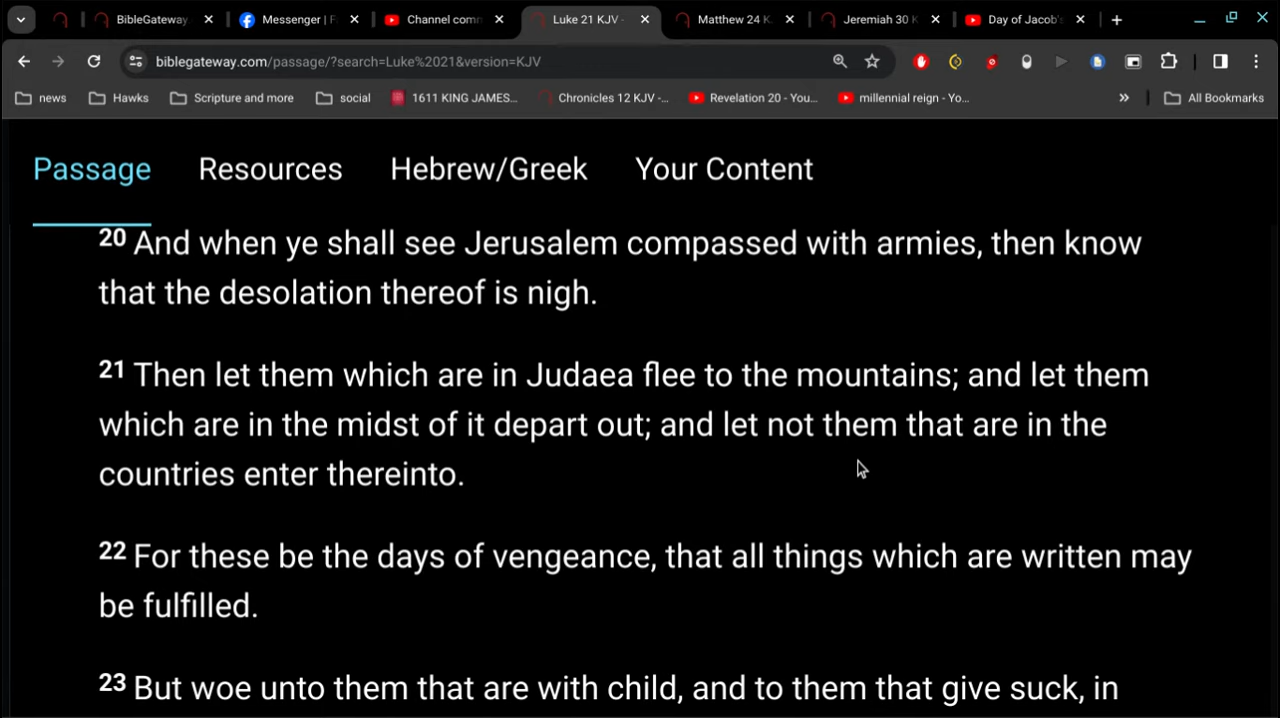 BibleGateway
Messenger | F
Channel com
Luke 21 KJV -
Matthew 24 K
Jeremiah 30 K
Day of Jacob's
biblegateway.com/passage/?search=Luke%2021&version=KJV
news
Hawks
Scripture and more
social
1611 KING JAMES...
Chronicles 12 KJV -...
Revelation 20 - You...
millennial reign - Yo...
»
All Bookmarks
Passage
Resources
Hebrew/Greek
Your Content
20 And when ye shall see Jerusalem compassed with armies, then know
that the desolation thereof is nigh.
21 Then let them which are in Judaea flee to the mountains; and let them
which are in the midst of it depart out; and let not them that are in the
countries enter thereinto.
22 For these be the days of vengeance, that all things which are written may
be fulfilled.
23 But woe unto them that are with child, and to them that give suck, in